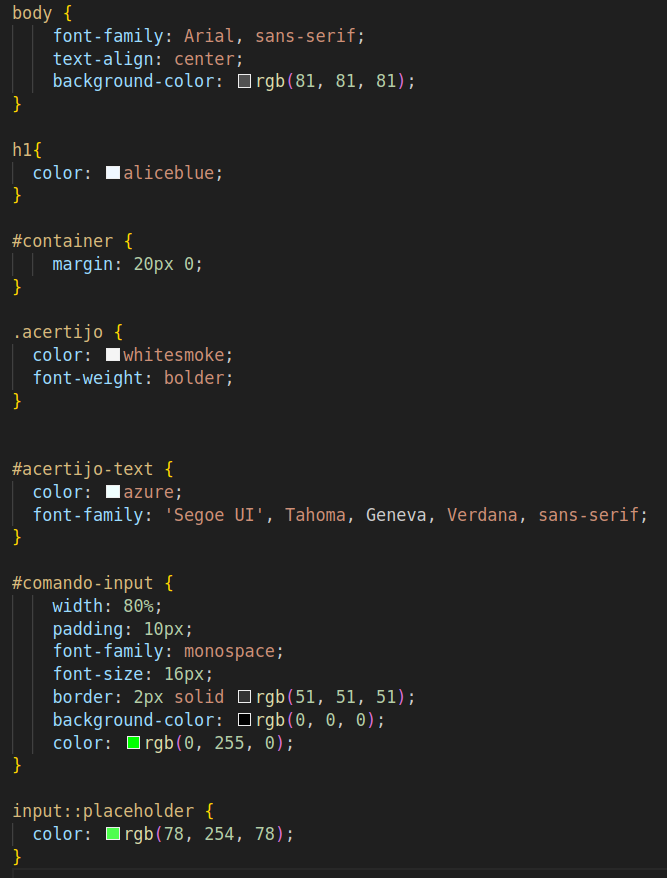 body {
    font-family: Arial, sans-serif;
    text-align: center;
    background-color: rgb(81, 81, 81);
}

h1{
  color: aliceblue;
}

#container {
    margin: 20px 0;
}

.acertijo {
  color: whitesmoke;
  font-weight: bolder;
}


#acertijo-text {
  color: azure;
  font-family: 'Segoe UI', Tahoma, Geneva, Verdana, sans-serif;
}

#comando-input {
    width: 80%;
    padding: 10px;
    font-family: monospace;
    font-size: 16px;
    border: 2px solid rgb(51, 51, 51);
    background-color: rgb(0, 0, 0);
    color: rgb(0, 255, 0);
}

input::placeholder {
  color: rgb(78, 254, 78);
}